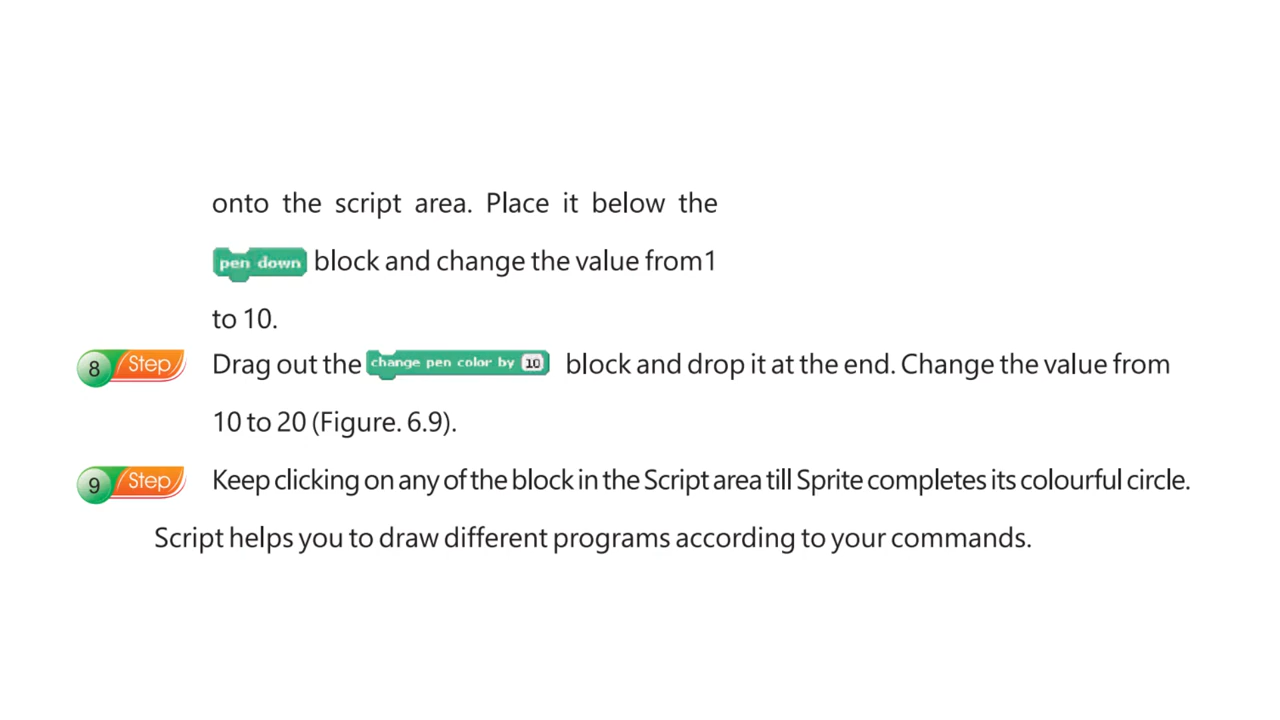 onto the script area. Place it below the
pen down block and change the value from1
to 10.
8 Step Drag out the change pen color by 10 block and drop it at the end. Change the value from
10 to 20 (Figure. 6.9).
9 Step Keep clicking on any of the block in the Script area till Sprite completes its colourful circle.
Script helps you to draw different programs according to your commands.